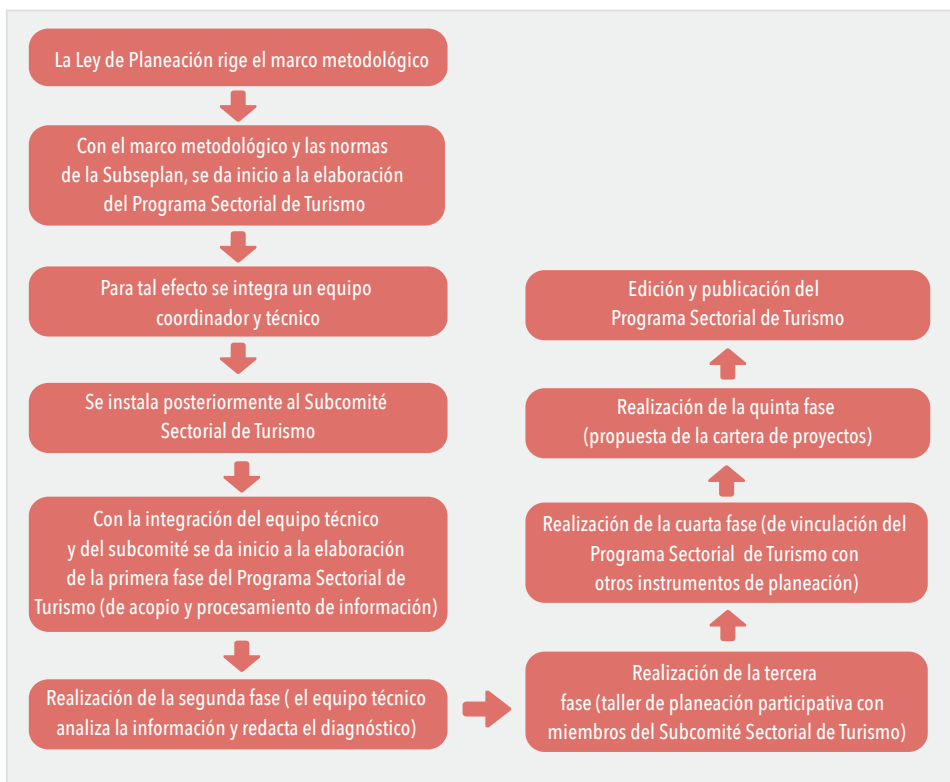 La Ley de Planeación rige el marco metodológico
Con el marco metodológico y las normas
de la Subseplan, se da inicio a la elaboración
del Programa Sectorial de Turismo
Para tal efecto se integra un equipo
coordinador y técnico
Se instala posteriormente al Subcomité
Sectorial de Turismo
Con la integración del equipo técnico
y del subcomité se da inicio a la elaboración
de la primera fase del Programa Sectorial de
Turismo (de acopio y procesamiento de información)
Realización de la segunda fase ( el equipo técnico
analiza la información y redacta el diagnóstico)
Realización de la tercera
fase (taller de planeación participativa con
miembros del Subcomité Sectorial de Turismo)
Realización de la cuarta fase (de vinculación del
Programa Sectorial de Turismo con
otros instrumentos de planeación)
Realización de la quinta fase
(propuesta de la cartera de proyectos)
Edición y publicación del
Programa Sectorial de Turismo